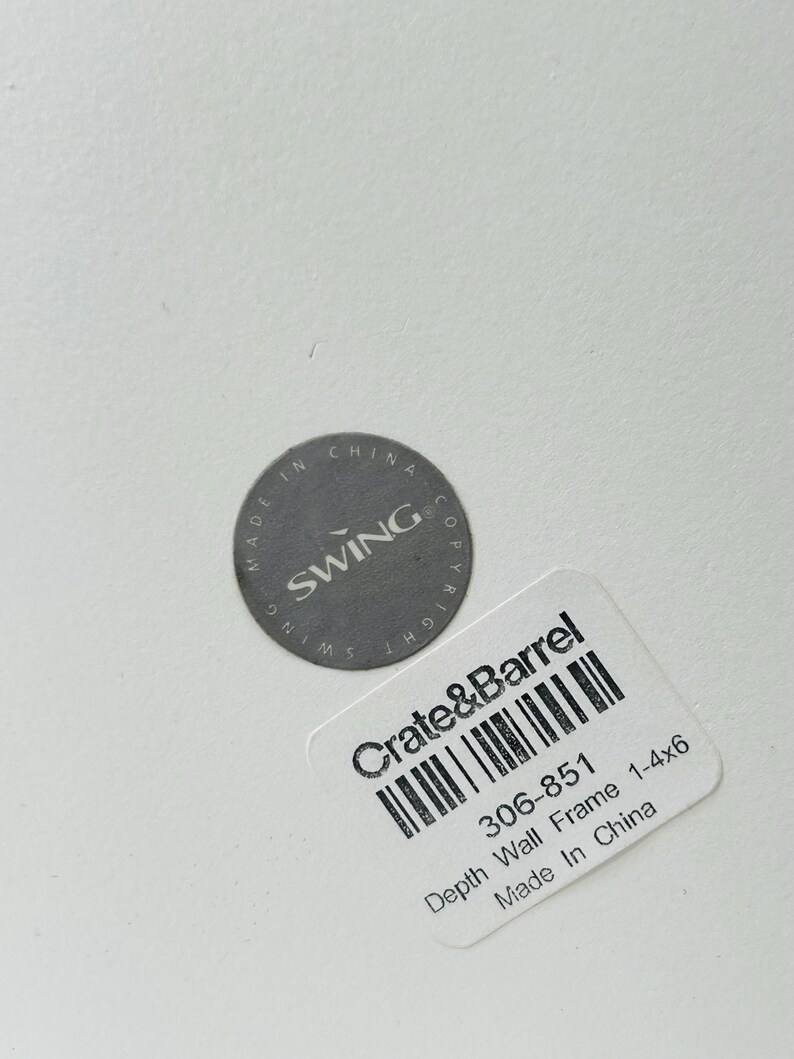 MADE IN CHINA COPYRIGHT SWING
SWING®
Crate&Barrel
306-851
Depth Wall Frame 1-4x6
Made In China